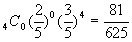 ₄C₀(2/5)⁰(3/5)⁴ = 81/625